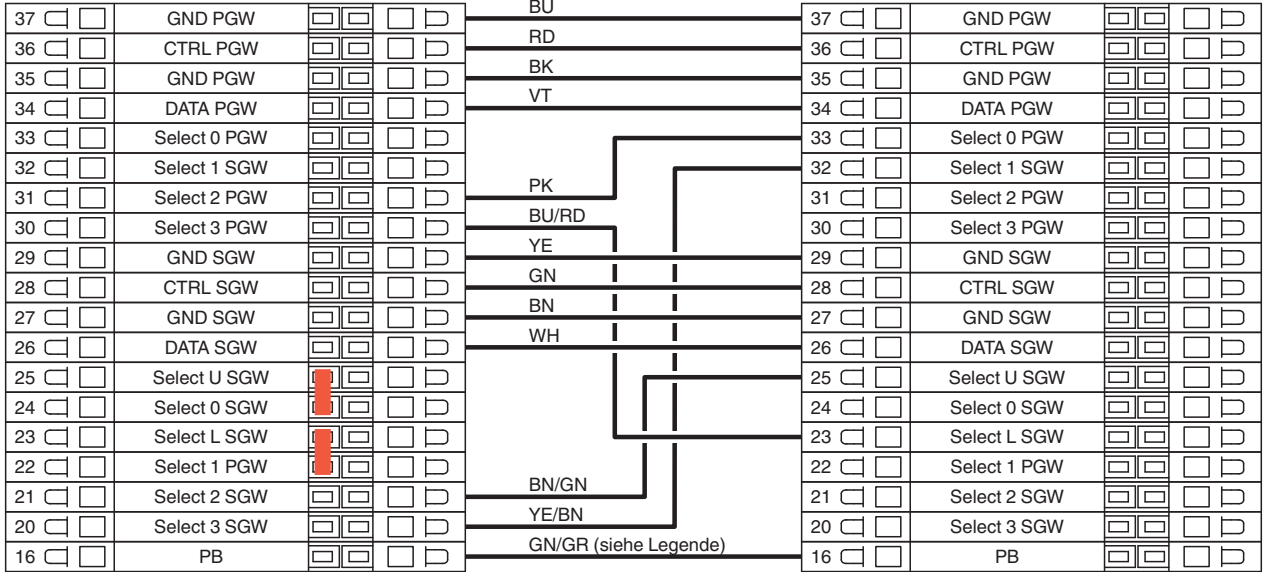 BU
37 GND PGW 37 GND PGW
RD
36 CTRL PGW 36 CTRL PGW
BK
35 GND PGW 35 GND PGW
VT
34 DATA PGW 34 DATA PGW
33 Select 0 PGW 33 Select 0 PGW
32 Select 1 SGW 32 Select 1 SGW
PK
31 Select 2 PGW 31 Select 2 PGW
BU/RD
30 Select 3 PGW 30 Select 3 PGW
YE
29 GND SGW 29 GND SGW
GN
28 CTRL SGW 28 CTRL SGW
BN
27 GND SGW 27 GND SGW
WH
26 DATA SGW 26 DATA SGW
25 Select U SGW 25 Select U SGW
24 Select 0 SGW 24 Select 0 SGW
23 Select L SGW 23 Select L SGW
22 Select 1 PGW 22 Select 1 PGW
BN/GN
21 Select 2 SGW 21 Select 2 SGW
YE/BN
20 Select 3 SGW 20 Select 3 SGW
GN/GR (siehe Legende)
16 PB 16 PB